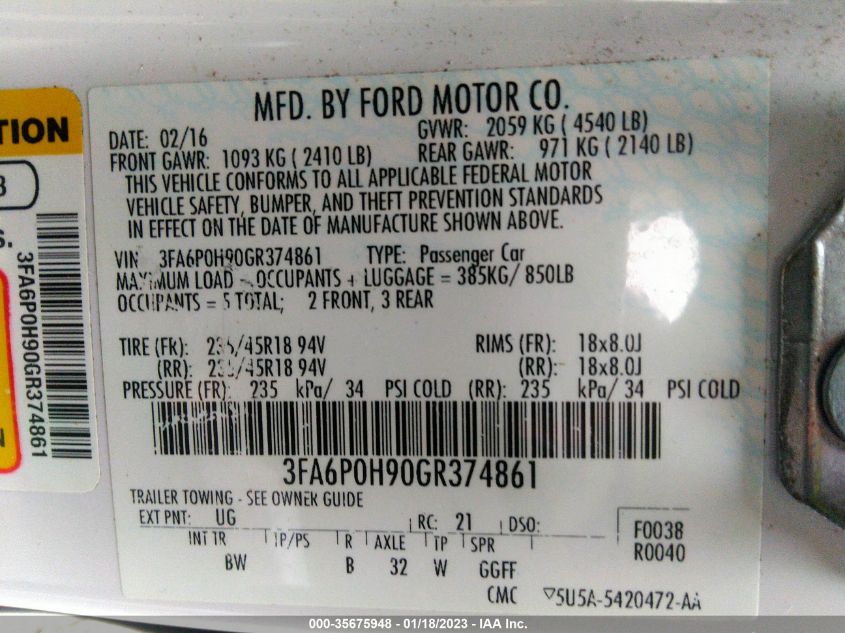 TION
3FA6P0H90GR374861
MFD. BY FORD MOTOR CO.
DATE: 02/16 GVWR: 2059 KG ( 4540 LB)
FRONT GAWR: 1093 KG ( 2410 LB) REAR GAWR: 971 KG ( 2140 LB)
THIS VEHICLE CONFORMS TO ALL APPLICABLE FEDERAL MOTOR
VEHICLE SAFETY, BUMPER, AND THEFT PREVENTION STANDARDS
IN EFFECT ON THE DATE OF MANUFACTURE SHOWN ABOVE.
VIN 3FA6P0H90GR374861 TYPE: Passenger Car
MAXIMUM LOAD - OCCUPANTS + LUGGAGE = 385KG/ 850LB
OCCUPANTS = 5 TOTAL; 2 FRONT, 3 REAR
TIRE (FR): 235/45R18 94V RIMS (FR): 18x8.0J
(RR): 235/45R18 94V (RR): 18x8.0J
PRESSURE (FR): 235 kPa/ 34 PSI COLD (RR): 235 kPa/ 34 PSI COLD
3FA6P0H90GR374861
TRAILER TOWING - SEE OWNER GUIDE
EXT PNT: UG RC: 21 DSO: F0038
INT TR TP/PS R AXLE TP SPR R0040
BW B 32 W GGFF
CMC 5U5A-5420472-AA
000-35675948 - 01/18/2023 - IAA Inc.